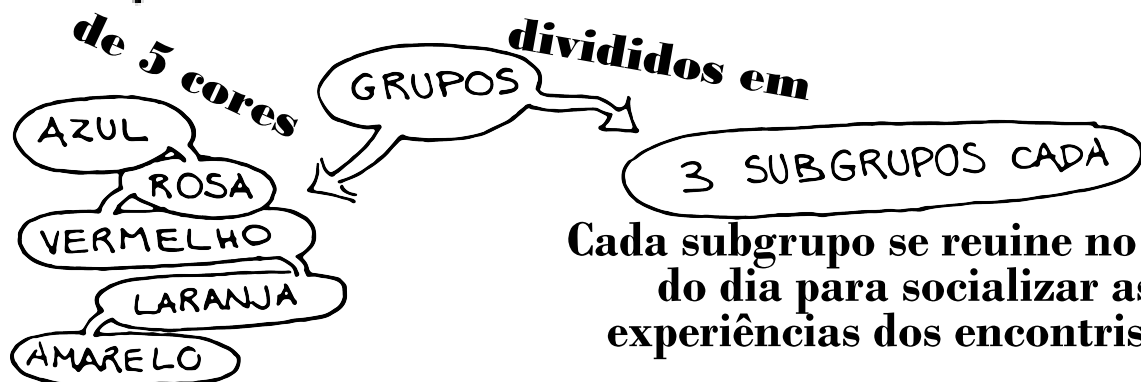 de 5 cores
GRUPOS
divididos em
AZUL
ROSA
VERMELHO
LARANJA
AMARELO
3 SUBGRUPOS CADA
Cada subgrupo se reuine no
do dia para socializar as
experiências dos encontris